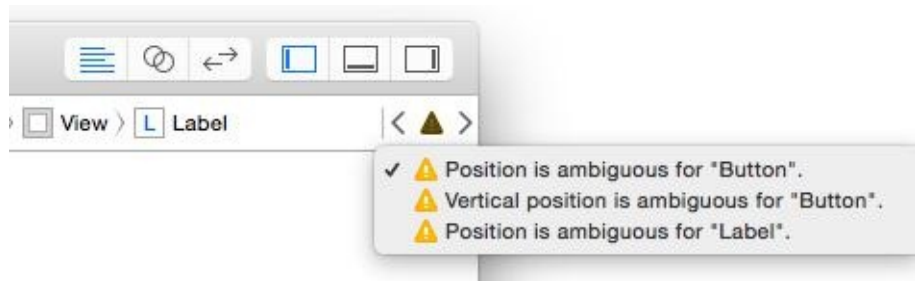 View L Label
Position is ambiguous for "Button".
Vertical position is ambiguous for "Button".
Position is ambiguous for "Label".